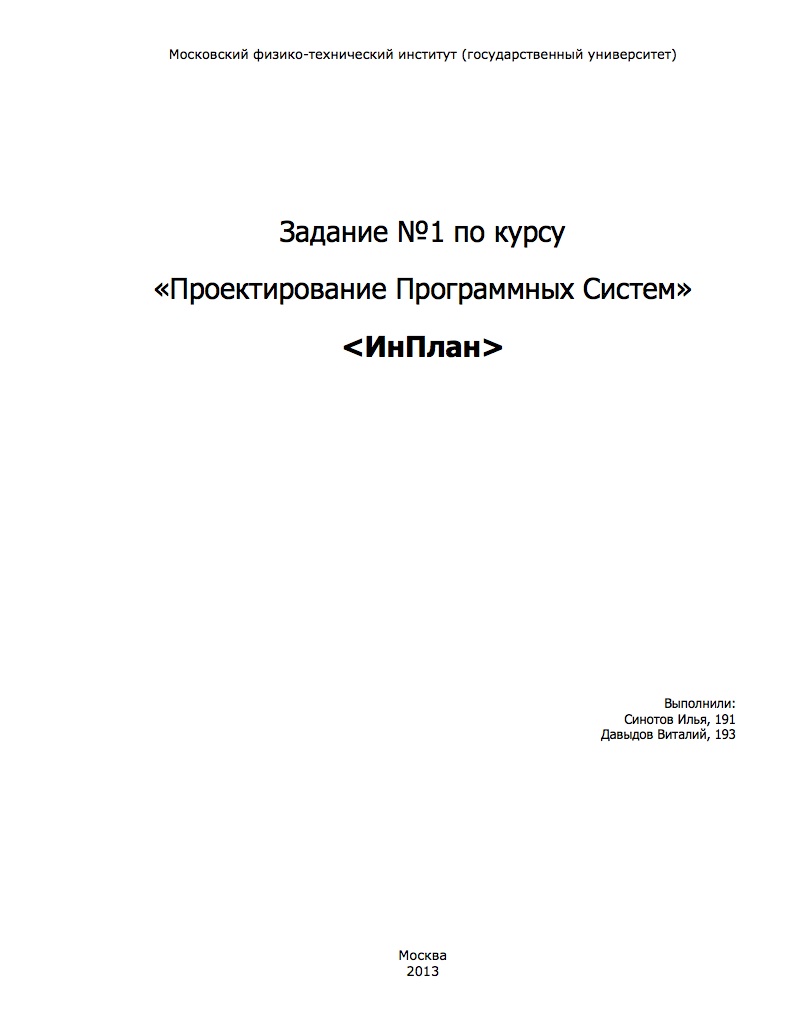 Московский физико-технический институт (государственный университет)
Задание №1 по курсу
«Проектирование Программных Систем»
<ИнПлан>
Выполнили:
Синотов Илья, 191
Давыдов Виталий, 193
Москва
2013